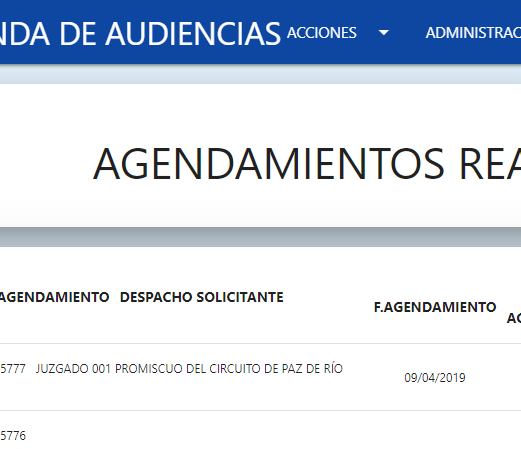 NDA DE AUDIENCIAS ACCIONES ADMINISTRAC
AGENDAMIENTOS REA
AGENDAMIENTO DESPACHO SOLICITANTE F.AGENDAMIENTO AG
5777 JUZGADO 001 PROMISCUO DEL CIRCUITO DE PAZ DE RÍO 09/04/2019
5776